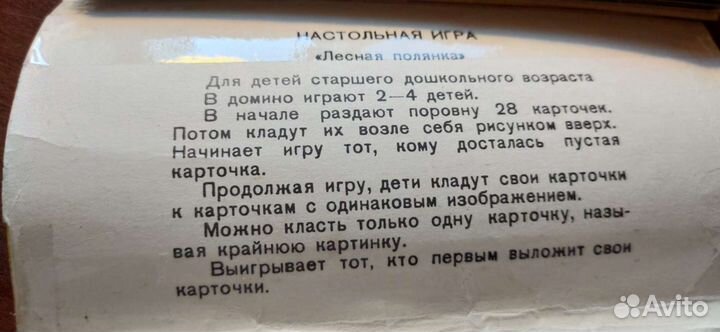 НАСТОЛЬНАЯ ИГРА
«Лесная полянка»
Для детей старшего дошкольного возраста
В домино играют 2—4 детей.
В начале раздают поровну 28 карточек.
Потом кладут их возле себя рисунком вверх.
Начинает игру тот, кому досталась пустая
карточка.
Продолжая игру, дети кладут свои карточки
к карточкам с одинаковым изображением.
Можно класть только одну карточку, назы-
вая крайнюю картинку.
Выигрывает тот, кто первым выложит свои
карточки.
Avito